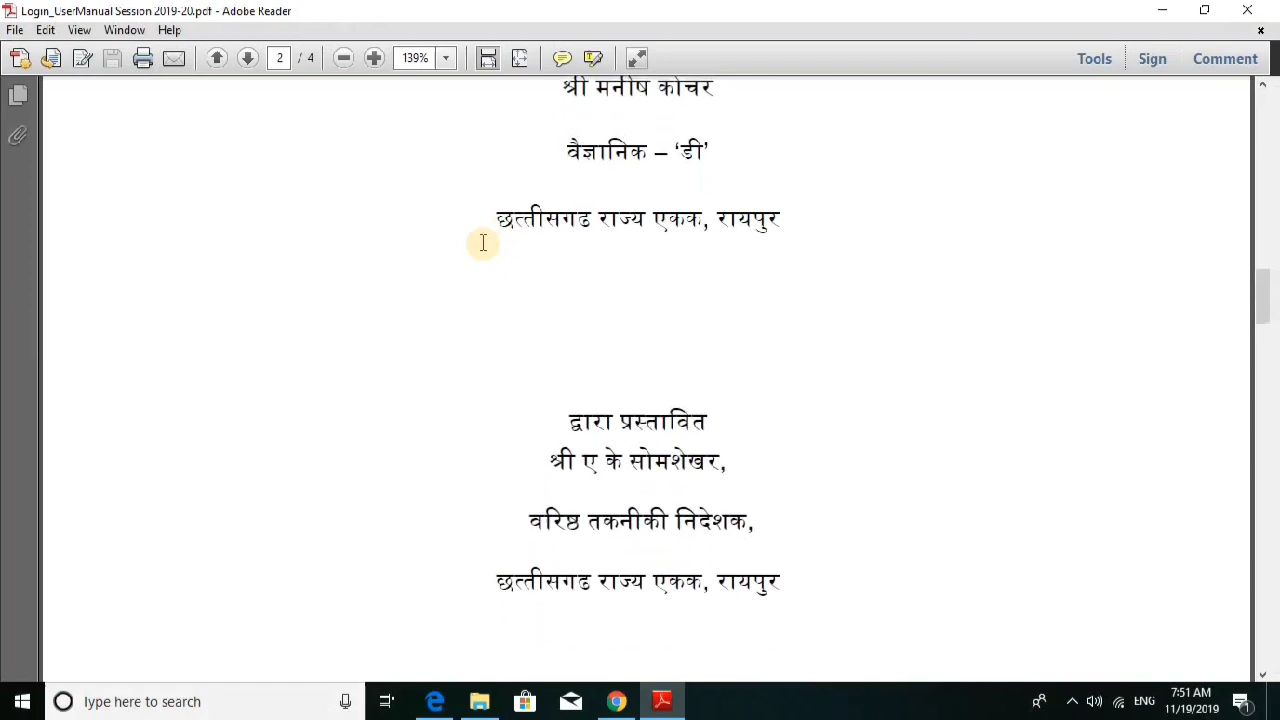 Login_UserManual Session 2019-20.pdf - Adobe Reader
File Edit View Window Help
2 / 4 139% Tools Sign Comment
श्री मनीष कोचर
वैज्ञानिक – ‘डी’
छत्तीसगढ राज्य एकक, रायपुर
द्वारा प्रस्तावित
श्री ए के सोमशेखर,
वरिष्ठ तकनीकी निदेशक,
छत्तीसगढ राज्य एकक, रायपुर
Type here to search
ENG
7:51 AM
11/19/2019
1